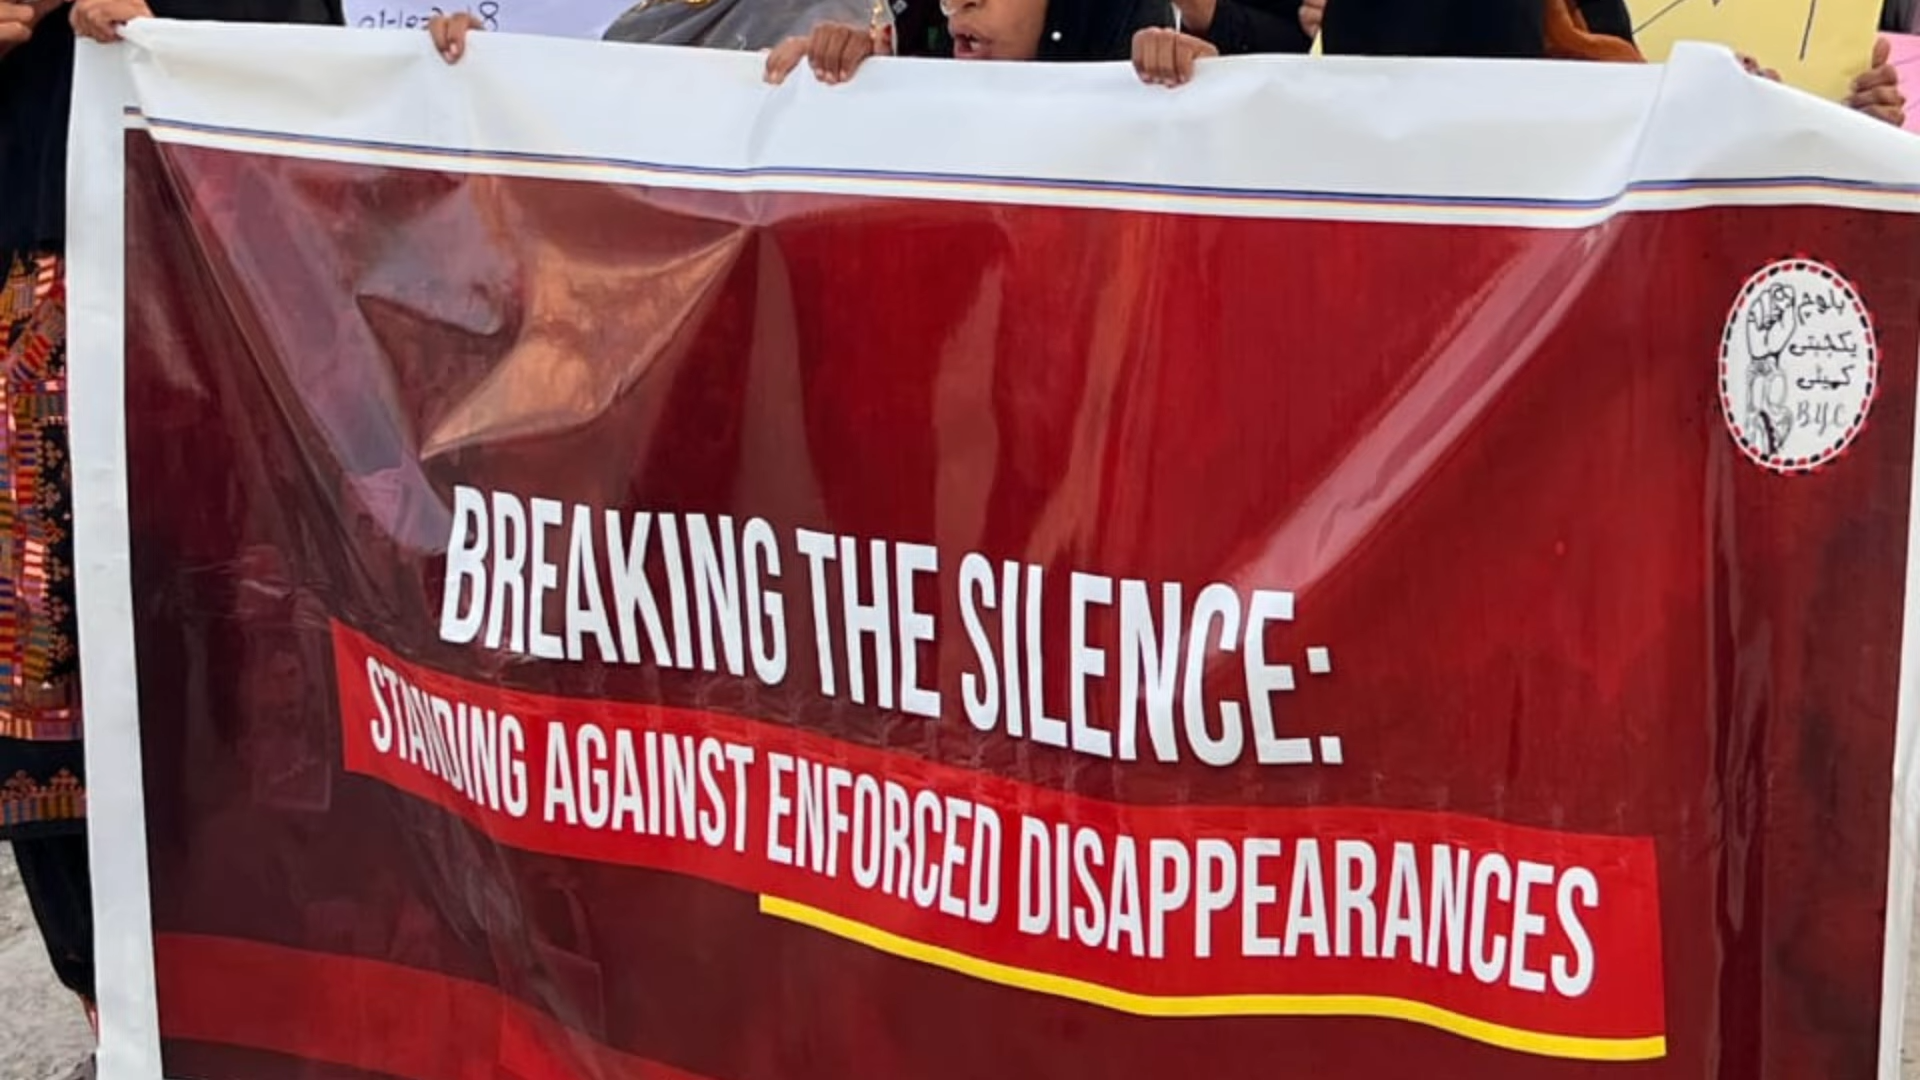 بلوچ
یکجہتی
کمیٹی
BYC
BREAKING THE SILENCE:
STANDING AGAINST ENFORCED DISAPPEARANCES